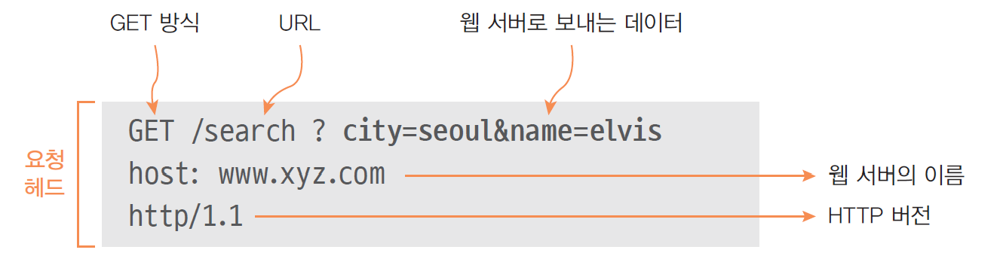 GET 방식 URL 웹 서버로 보내는 데이터
GET /search ? city=seoul&name=elvis
요청
헤드
host: www.xyz.com 웹 서버의 이름
http/1.1 HTTP 버전